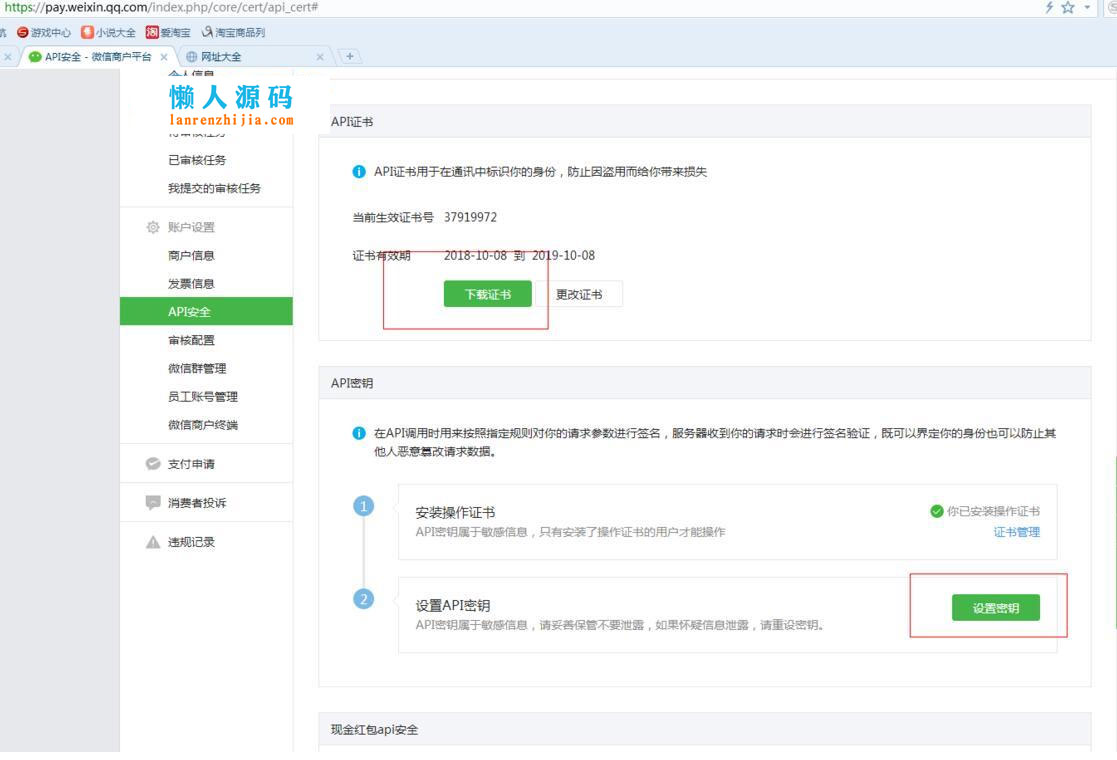 https://pay.weixin.qq.com/index.php/core/cert/api_cert#
游戏中心 小说大全 爱淘宝 淘宝商品列
API安全 - 微信商户平台 网址大全
个人信息
懒人源码
lanrenzhijia.com
待审核任务
已审核任务
我提交的审核任务
账户设置
商户信息
发票信息
API安全
审核配置
微信群管理
员工账号管理
微信商户终端
支付申请
消费者投诉
违规记录
API证书
API证书用于在通讯中标识你的身份，防止因盗用而给你带来损失
当前生效证书号 37919972
证书有效期 2018-10-08 到 2019-10-08
下载证书 更改证书
API密钥
在API调用时用来按照指定规则对你的请求参数进行签名，服务器收到你的请求时会进行签名验证，既可以界定你的身份也可以防止其
他人恶意篡改请求数据。
1
安装操作证书
API密钥属于敏感信息，只有安装了操作证书的用户才能操作
你已安装操作证书
证书管理
2
设置API密钥
API密钥属于敏感信息，请妥善保管不要泄露，如果怀疑信息泄露，请重设密钥。
设置密钥
现金红包api安全